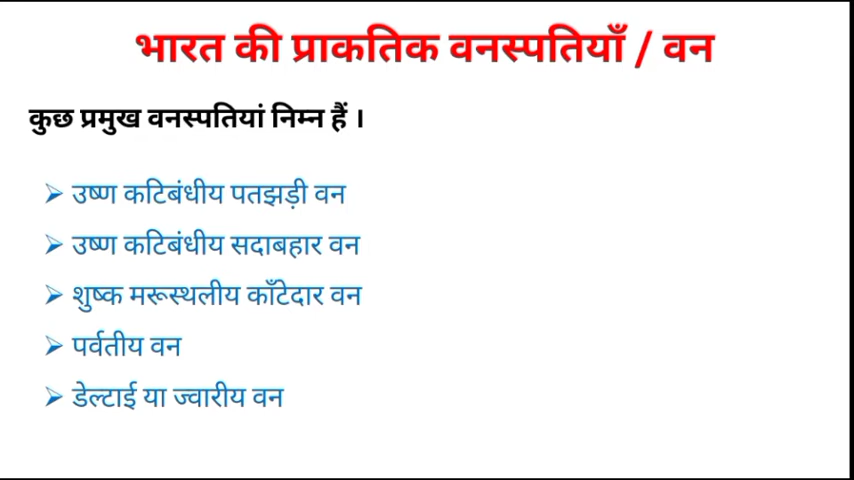 भारत की प्राकतिक वनस्पतियाँ / वन
कुछ प्रमुख वनस्पतियां निम्न हैं ।
➢ उष्ण कटिबंधीय पतझड़ी वन
➢ उष्ण कटिबंधीय सदाबहार वन
➢ शुष्क मरूस्थलीय काँटेदार वन
➢ पर्वतीय वन
➢ डेल्टाई या ज्वारीय वन